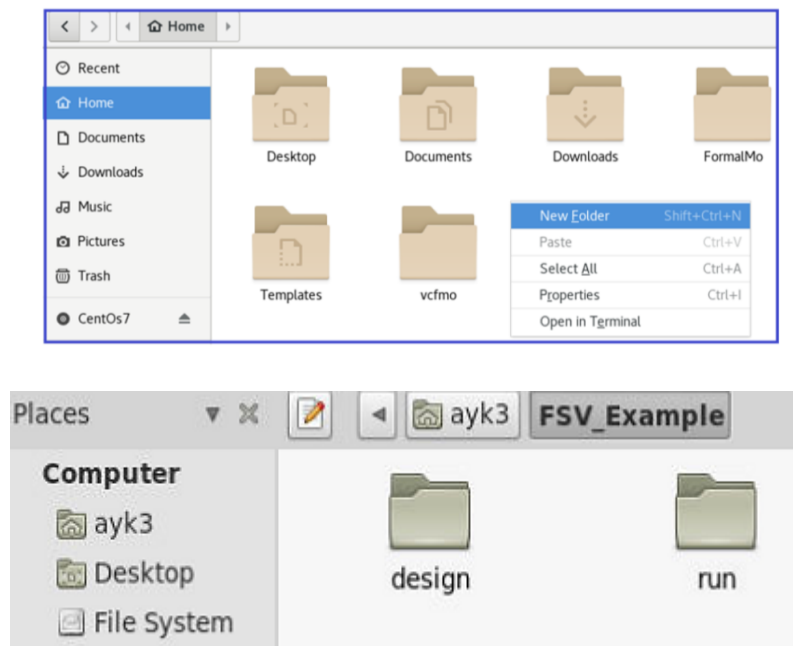 Home
Recent
Home
Documents
Downloads
Music
Pictures
Trash
CentOs7
Desktop
Documents
Downloads
FormalMo
Templates
vcfmo
New Folder Shift+Ctrl+N
Paste Ctrl+V
Select All Ctrl+A
Properties Ctrl+I
Open in Terminal
Places
ayk3 FSV_Example
Computer
ayk3
Desktop
File System
design
run